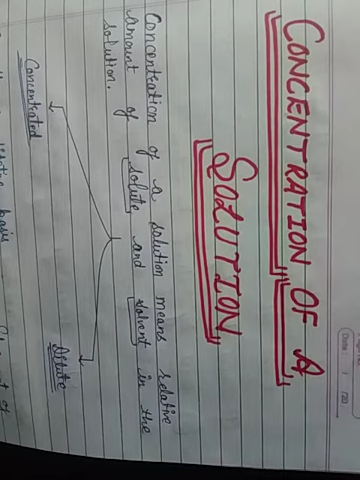 Date : / /20
CONCENTRATION OF A
SOLUTION
Concentration of a solution means relative
amount of solute and solvent in the
solution.
Concentrated Dilute